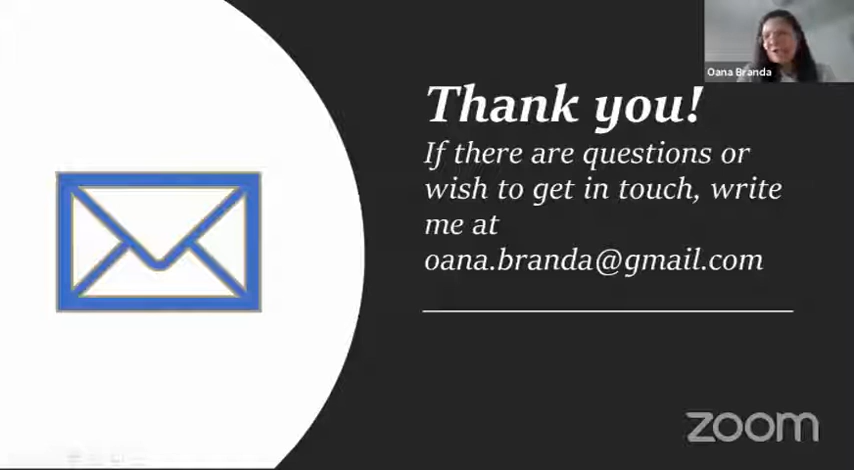 Oana Branda
Thank you!
If there are questions or
wish to get in touch, write
me at
oana.branda@gmail.com
zoom